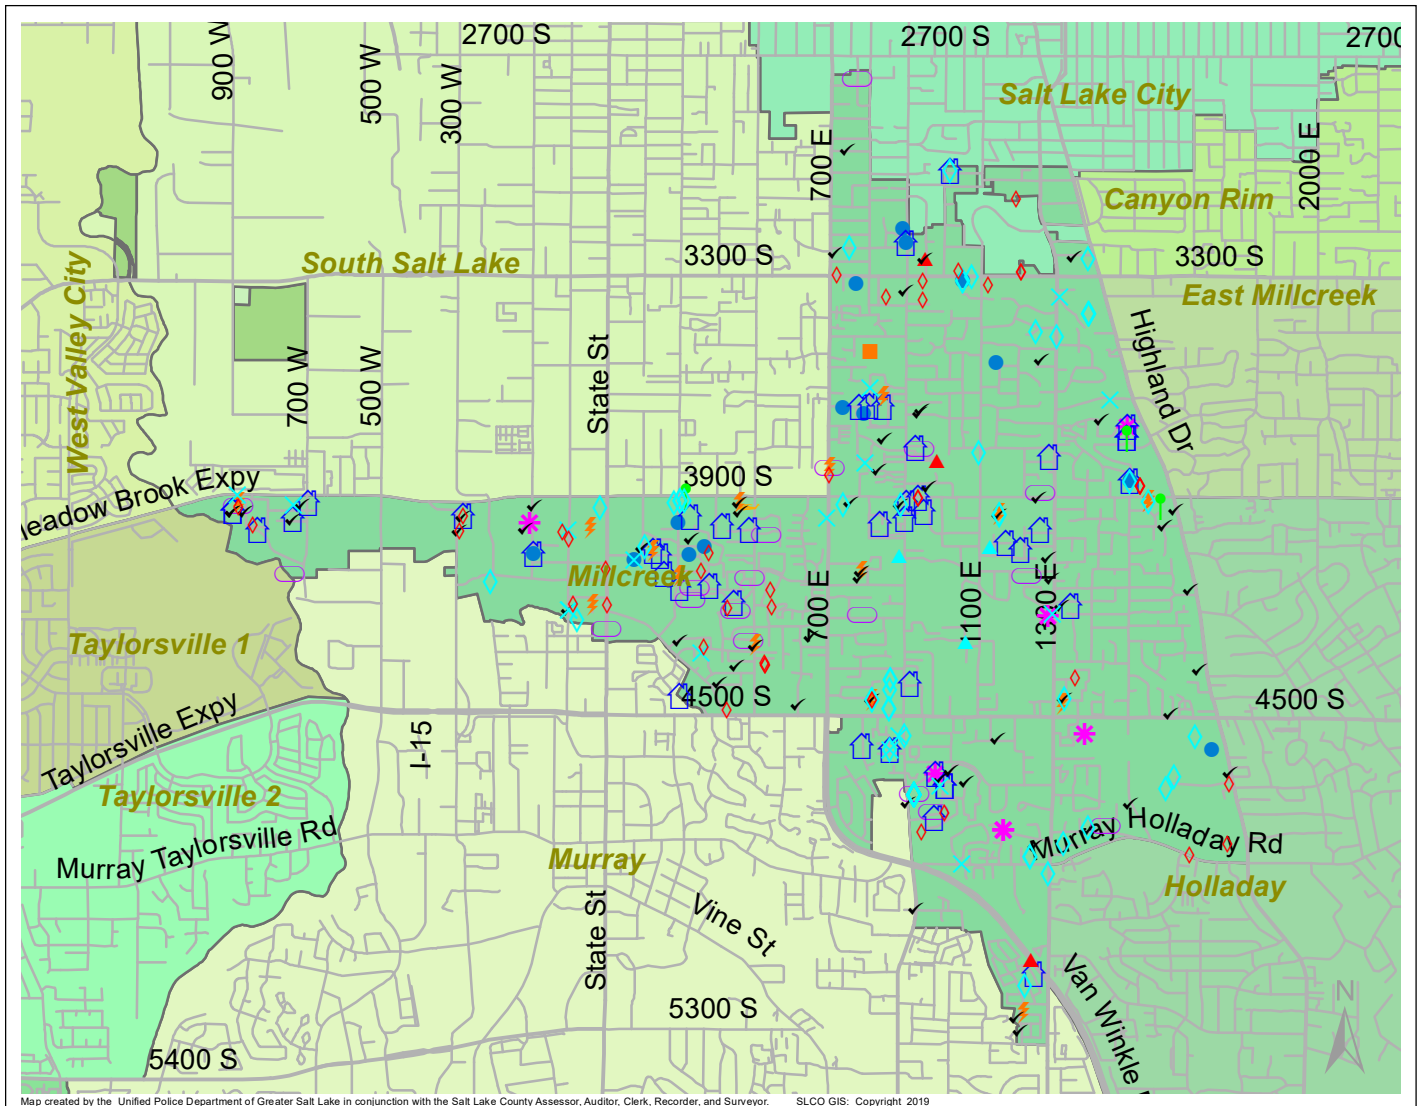 2700 S
2700 S
2700
900 W
500 W
300 W
Salt Lake City
700 E
2000 E
Canyon Rim
South Salt Lake
3300 S
3300 S
West Valley City
East Millcreek
Highland Dr
State St
700 W
500 W
3900 S
Meadow Brook Expy
Millcreek
700 E
1100 E
1300 E
Taylorsville 1
4500 S
4500 S
Taylorsville Expy
I-15
Taylorsville 2
Murray Taylorsville Rd
Murray Holladay Rd
Murray
Holladay
State St
Vine St
Van Winkle
5300 S
N
5400 S
Map created by the Unified Police Department of Greater Salt Lake in conjunction with the Salt Lake County Assessor, Auditor, Clerk, Recorder, and Surveyor. SLCO GIS: Copyright 2019